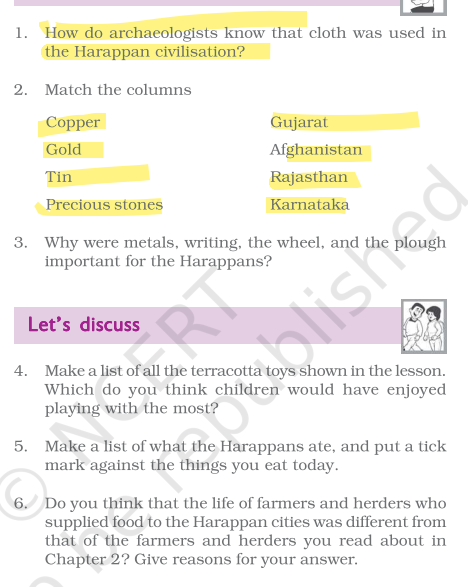 1. How do archaeologists know that cloth was used in
the Harappan civilisation?
2. Match the columns
Copper Gujarat
Gold Afghanistan
Tin Rajasthan
Precious stones Karnataka
3. Why were metals, writing, the wheel, and the plough
important for the Harappans?
Let's discuss
4. Make a list of all the terracotta toys shown in the lesson.
Which do you think children would have enjoyed
playing with the most?
5. Make a list of what the Harappans ate, and put a tick
mark against the things you eat today.
6. Do you think that the life of farmers and herders who
supplied food to the Harappan cities was different from
that of the farmers and herders you read about in
Chapter 2? Give reasons for your answer.
© NCERT
be republished